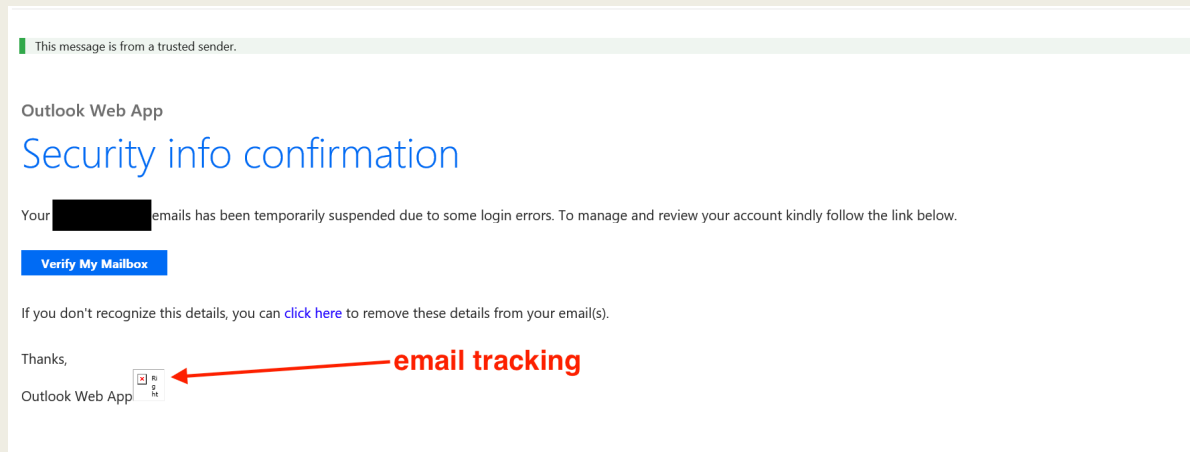 This message is from a trusted sender.
Outlook Web App
Security info confirmation
Your emails has been temporarily suspended due to some login errors. To manage and review your account kindly follow the link below.
Verify My Mailbox
If you don't recognize this details, you can click here to remove these details from your email(s).
Thanks,
email tracking
Outlook Web App
Ri
g
ht